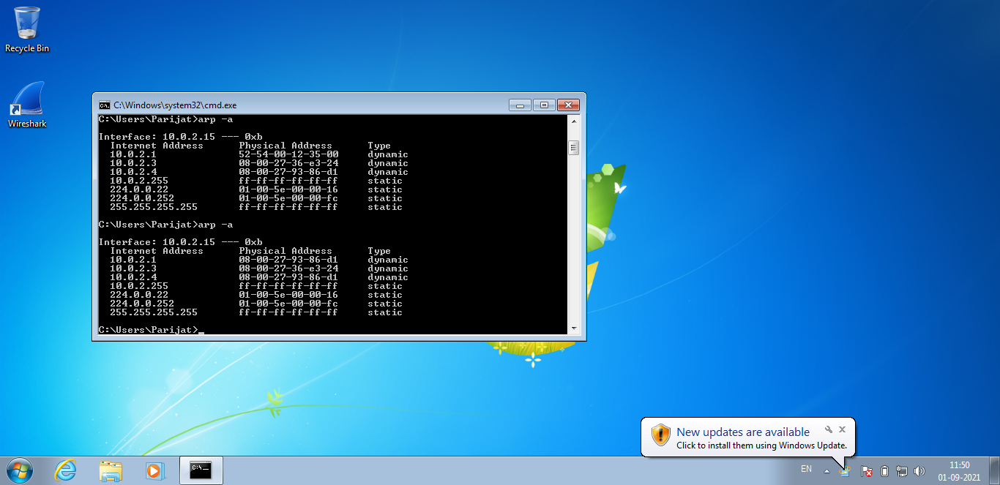 Recycle Bin
Wireshark
C:\Windows\system32\cmd.exe
C:\Users\Parijat>arp -a
Interface: 10.0.2.15 --- 0xb
Internet Address Physical Address Type
10.0.2.1 52-54-00-12-35-00 dynamic
10.0.2.3 08-00-27-36-e3-24 dynamic
10.0.2.4 08-00-27-93-86-d1 dynamic
10.0.2.255 ff-ff-ff-ff-ff-ff static
224.0.0.22 01-00-5e-00-00-16 static
224.0.0.252 01-00-5e-00-00-fc static
255.255.255.255 ff-ff-ff-ff-ff-ff static
C:\Users\Parijat>arp -a
Interface: 10.0.2.15 --- 0xb
Internet Address Physical Address Type
10.0.2.1 08-00-27-93-86-d1 dynamic
10.0.2.3 08-00-27-36-e3-24 dynamic
10.0.2.4 08-00-27-93-86-d1 dynamic
10.0.2.255 ff-ff-ff-ff-ff-ff static
224.0.0.22 01-00-5e-00-00-16 static
224.0.0.252 01-00-5e-00-00-fc static
255.255.255.255 ff-ff-ff-ff-ff-ff static
C:\Users\Parijat>_
New updates are available
Click to install them using Windows Update.
EN
11:50
01-09-2021